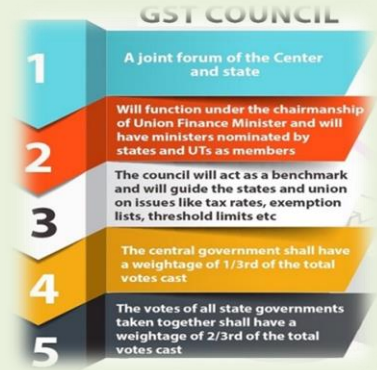 GST COUNCIL
1
A joint forum of the Center
and state
2
Will function under the chairmanship
of Union Finance Minister and will
have ministers nominated by
states and UTs as members
3
The council will act as a benchmark
and will guide the states and union
on issues like tax rates, exemption
lists, threshold limits etc
4
The central government shall have
a weightage of 1/3rd of the total
votes cast
5
The votes of all state governments
taken together shall have a
weightage of 2/3rd of the total
votes cast